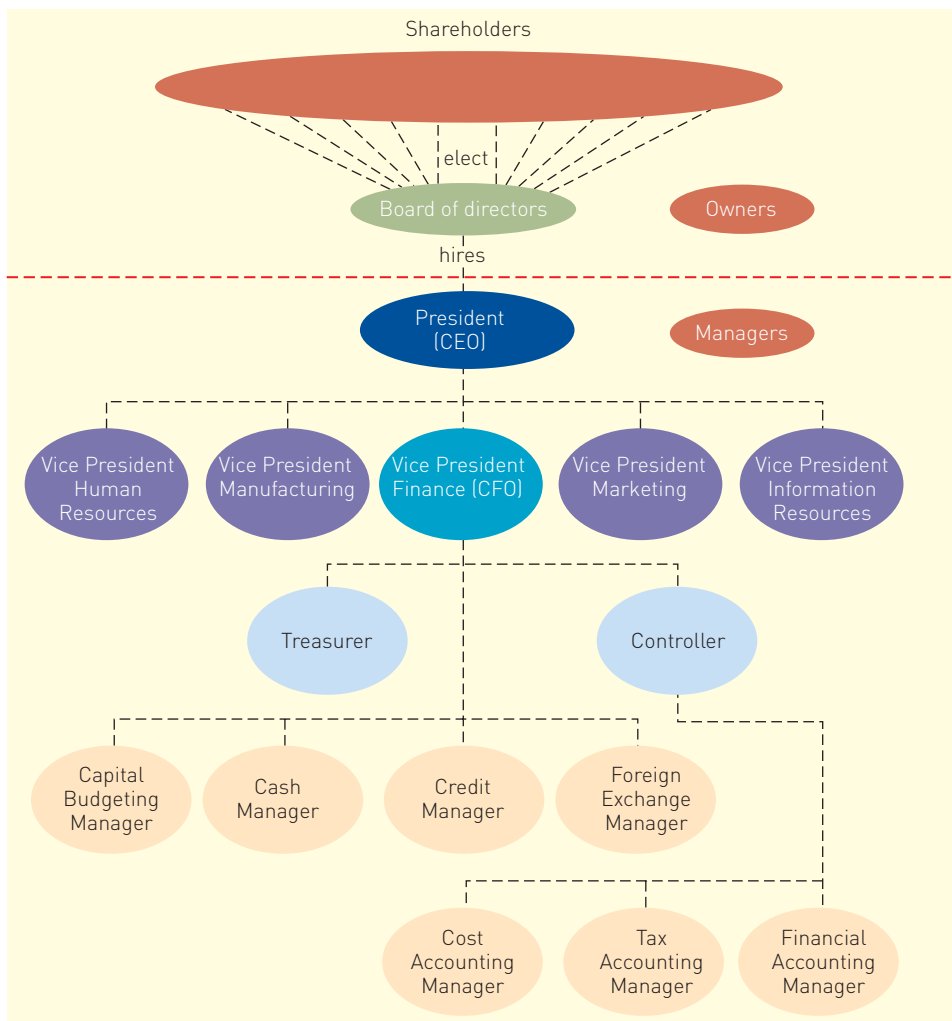 Shareholders
elect
Board of directors
Owners
hires
President
(CEO)
Managers
Vice President
Human
Resources
Vice President
Manufacturing
Vice President
Finance (CFO)
Vice President
Marketing
Vice President
Information
Resources
Treasurer
Controller
Capital
Budgeting
Manager
Cash
Manager
Credit
Manager
Foreign
Exchange
Manager
Cost
Accounting
Manager
Tax
Accounting
Manager
Financial
Accounting
Manager